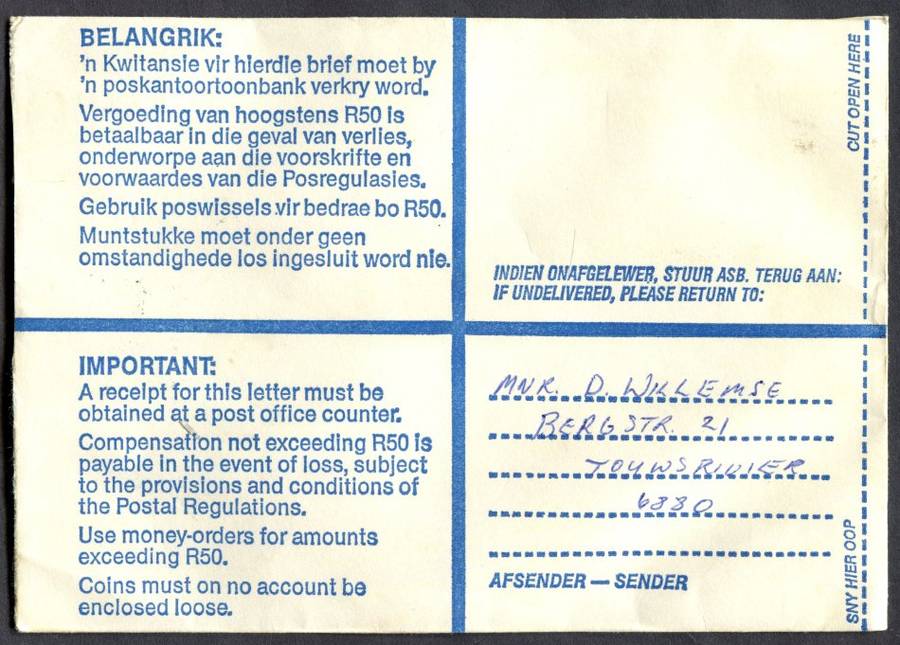 BELANGRIK:
'n Kwitansie vir hierdie brief moet by
'n poskantoortoonbank verkry word.
Vergoeding van hoogstens R50 is
betaalbaar in die geval van verlies,
onderworpe aan die voorskrifte en
voorwaardes van die Posregulasies.
Gebruik poswissels vir bedrae bo R50.
Muntstukke moet onder geen
omstandighede los ingesluit word nie.
IMPORTANT:
A receipt for this letter must be
obtained at a post office counter.
Compensation not exceeding R50 is
payable in the event of loss, subject
to the provisions and conditions of
the Postal Regulations.
Use money-orders for amounts
exceeding R50.
Coins must on no account be
enclosed loose.
INDIEN ONAFGELEWER, STUUR ASB. TERUG AAN:
IF UNDELIVERED, PLEASE RETURN TO:
MNR. D. WILLEMSE
BERGSTR. 21
TOUWSRIVIER
6880
AFSENDER — SENDER
CUT OPEN HERE
SNY HIER OOP